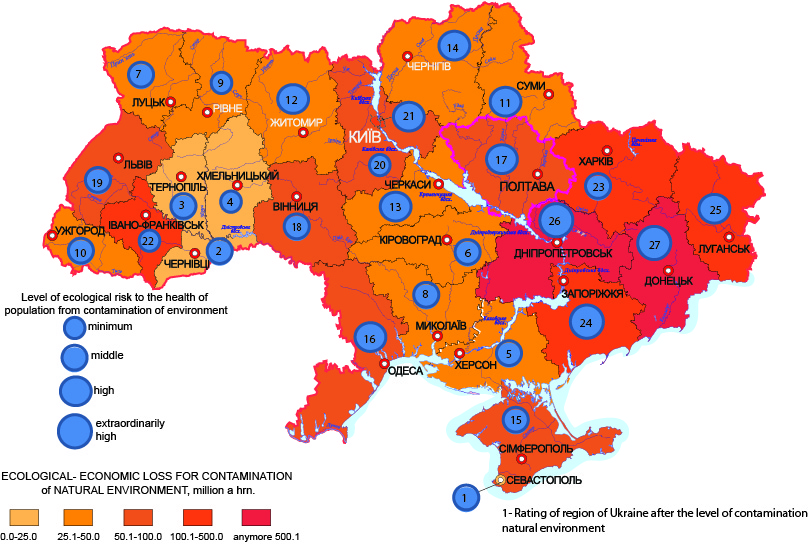 14
ЧЕРНІГІВ
7
9
12
11
СУМИ
ЛУЦЬК
РІВНЕ
21
ЖИТОМИР
КИЇВ
17
ХАРКІВ
ЛЬВІВ
19
20
23
ХМЕЛЬНИЦЬКИЙ
ТЕРНОПІЛЬ
ЧЕРКАСИ
ПОЛТАВА
3
4
ВІННИЦЯ
13
25
ІВАНО-ФРАНКІВСЬК
18
26
УЖГОРОД
22
КІРОВОГРАД
27
ЛУГАНСЬК
10
2
6
ДНІПРОПЕТРОВСЬК
ЧЕРНІВЦІ
ДОНЕЦЬК
8
ЗАПОРІЖЖЯ
24
МИКОЛАЇВ
16
5
ХЕРСОН
ОДЕСА
15
СІМФЕРОПОЛЬ
СЕВАСТОПОЛЬ
1
Level of ecological risk to the health of
population from contamination of environment
minimum
middle
high
extraordinarily
high
ECOLOGICAL- ECONOMIC LOSS FOR CONTAMINATION
of NATURAL ENVIRONMENT, million a hrn.
0.0-25.0
25.1-50.0
50.1-100.0
100.1-500.0
anymore 500.1
1- Rating of region of Ukraine after the level of contamination
natural environment